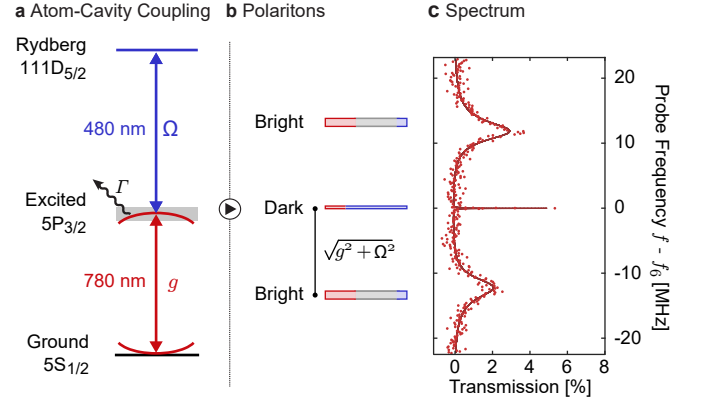 a Atom-Cavity Coupling
b Polaritons
c Spectrum
Rydberg
111D5/2
480 nm
Ω
Γ
Excited
5P3/2
780 nm
g
Ground
5S1/2
Bright
Dark
√g² + Ω²
Bright
20
10
0
-10
-20
Probe Frequency f - f6 [MHz]
0 2 4 6 8
Transmission [%]